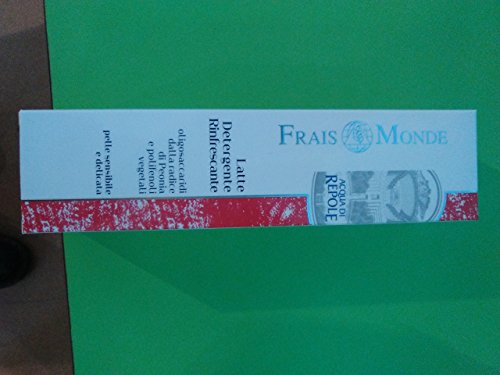 FRAIS MONDE
ACQUA DI
REPOLE
Latte
Detergente
Rinfrescante
oligosaccaridi
dalla radice
di Peonia
e polifenoli
vegetali
pelle sensibile
e delicata